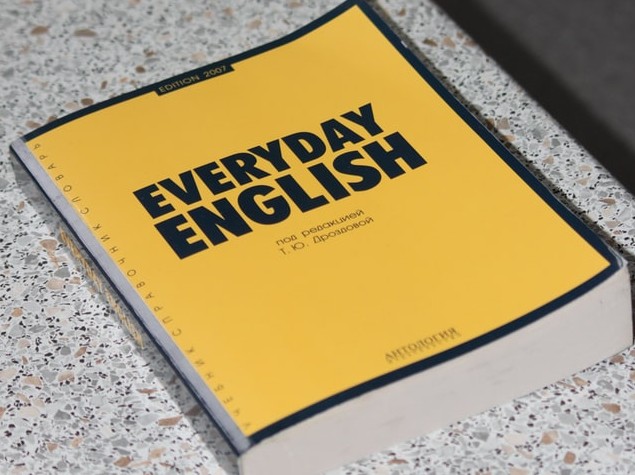 EDITION 2007
EVERYDAY
ENGLISH
под редакцией
Т. Ю. Дроздовой
АНТОЛОГИЯ
УЧЕБНИК СПРАВОЧНИК СЛОВАРЬ